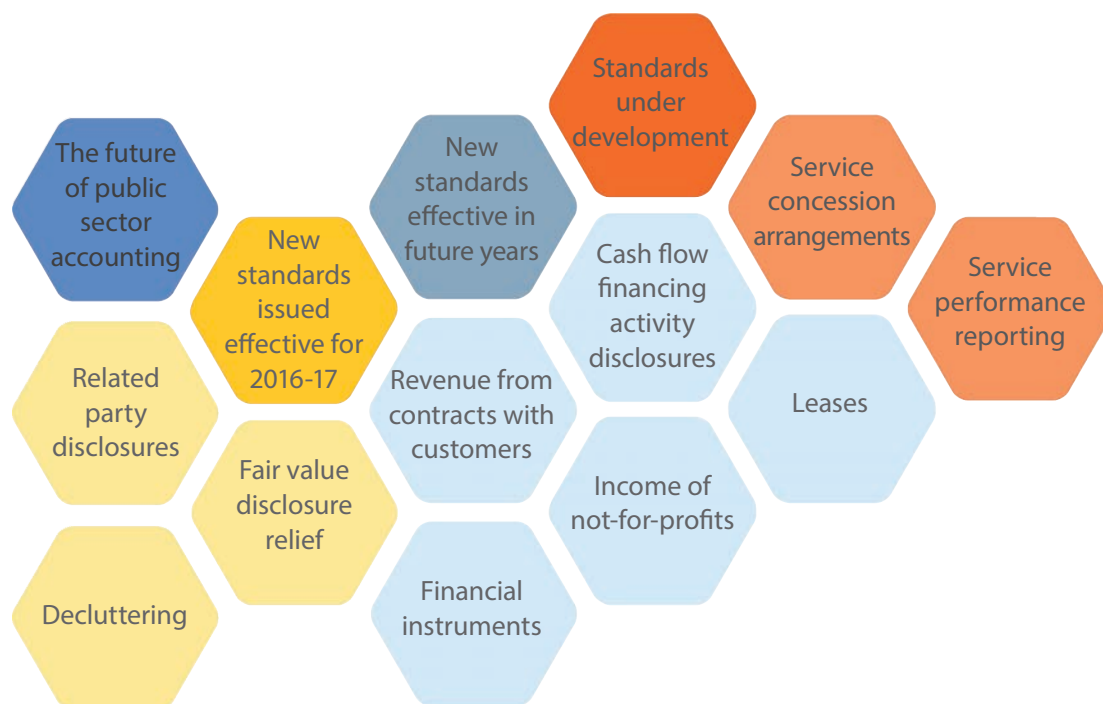 The future
of public
sector
accounting
New
standards
issued
effective for
2016-17
Related
party
disclosures
Fair value
disclosure
relief
Decluttering
New
standards
effective in
future years
Cash flow
financing
activity
disclosures
Revenue from
contracts with
customers
Income of
not-for-profits
Leases
Financial
instruments
Standards
under
development
Service
concession
arrangements
Service
performance
reporting